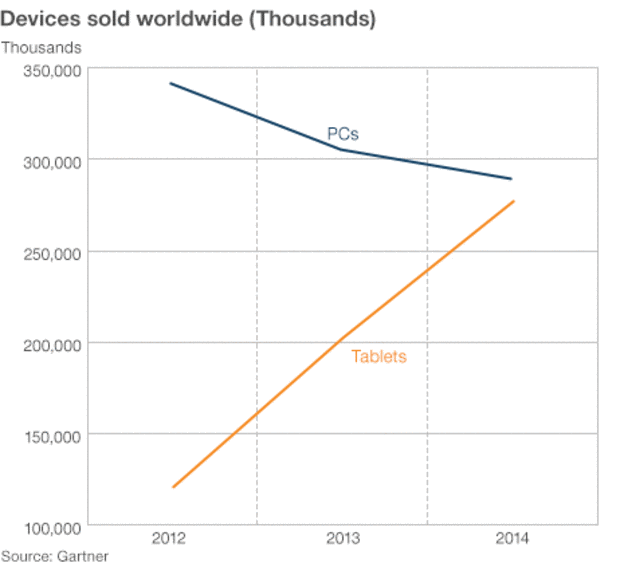 Devices sold worldwide (Thousands)
Thousands
350,000
PCs
300,000
250,000
200,000
Tablets
150,000
100,000
2012 2013 2014
Source: Gartner